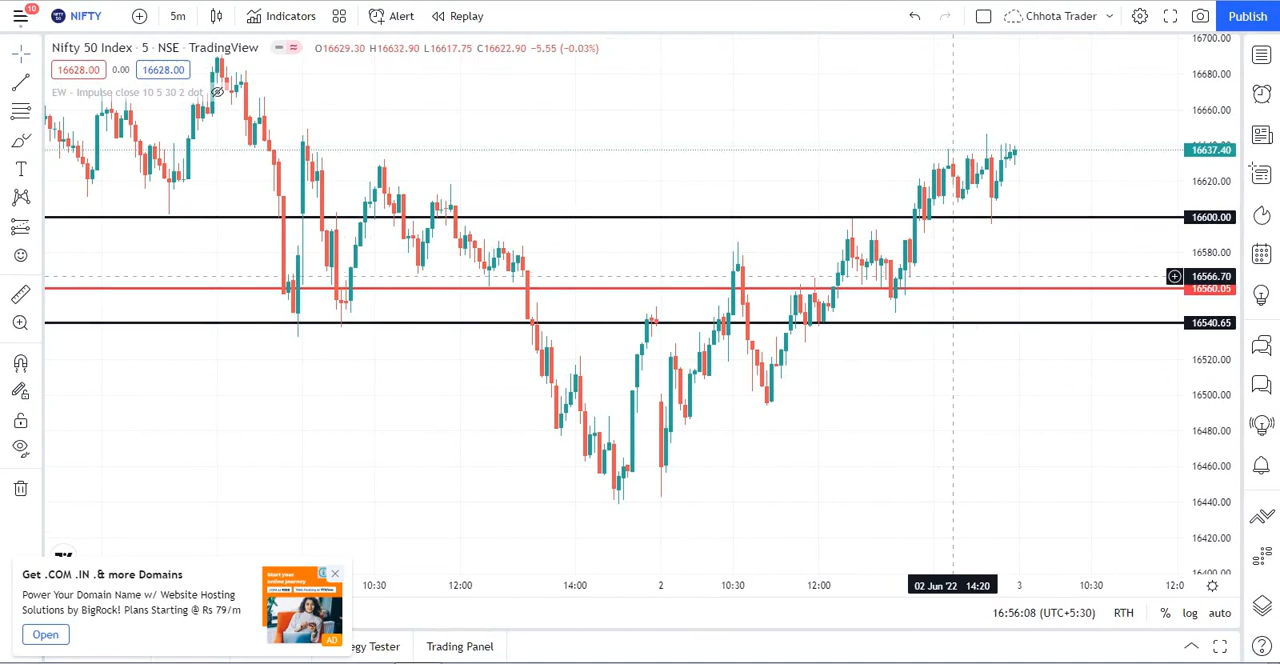 10
NIFTY
5m
Indicators
Alert
Replay
Chhota Trader
Publish
Nifty 50 Index · 5 · NSE · TradingView
O16629.30 H16632.90 L16617.75 C16622.90 −5.55 (−0.03%)
16628.00 0.00 16628.00
EW - Impulse close 10 5 30 2 dot
16700.00
16680.00
16660.00
16637.40
16620.00
16600.00
16580.00
16566.70
16560.05
16540.65
16520.00
16500.00
16480.00
16460.00
16440.00
16420.00
16400.00
10:30 12:00 14:00 2 10:30 12:00 02 Jun '22 14:20 3 10:30 12:0
Get .COM .IN .& more Domains
Power Your Domain Name w/ Website Hosting
Solutions by BigRock! Plans Starting @ Rs 79/m
Open
Start your
online journey
AD
16:56:08 (UTC+5:30) RTH % log auto
egy Tester Trading Panel